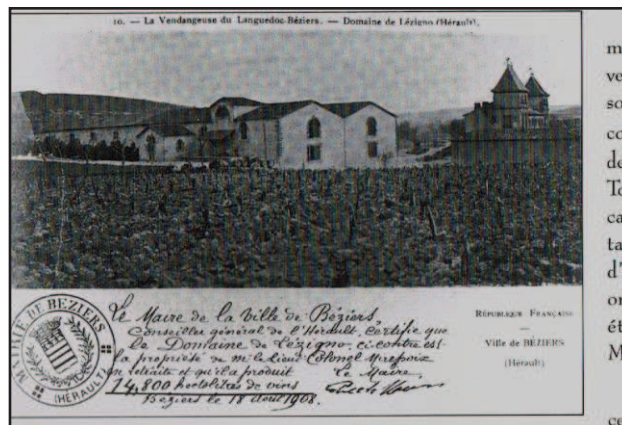 10. — La Vendangeuse du Languedoc-Béziers. — Domaine de Lézigno (Hérault).
MAIRIE DE BEZIERS
(HÉRAULT)
Le Maire de la Ville de Béziers,
Conseiller général de l'Hérault, Certifie que
le Domaine de Lézigno, ci-contre est
la propriété de m. le Lieut Colonel Mirepoix
en retraite et qu'il a produit Le Maire,
14,800 hectolitres de vins
Béziers le 18 Août 1908.
RÉPUBLIQUE FRANÇAISE
—
Ville de BÉZIERS
(Hérault)
m
ve
so
co
de
To
ca
ta
d'
on
ét
M
ce